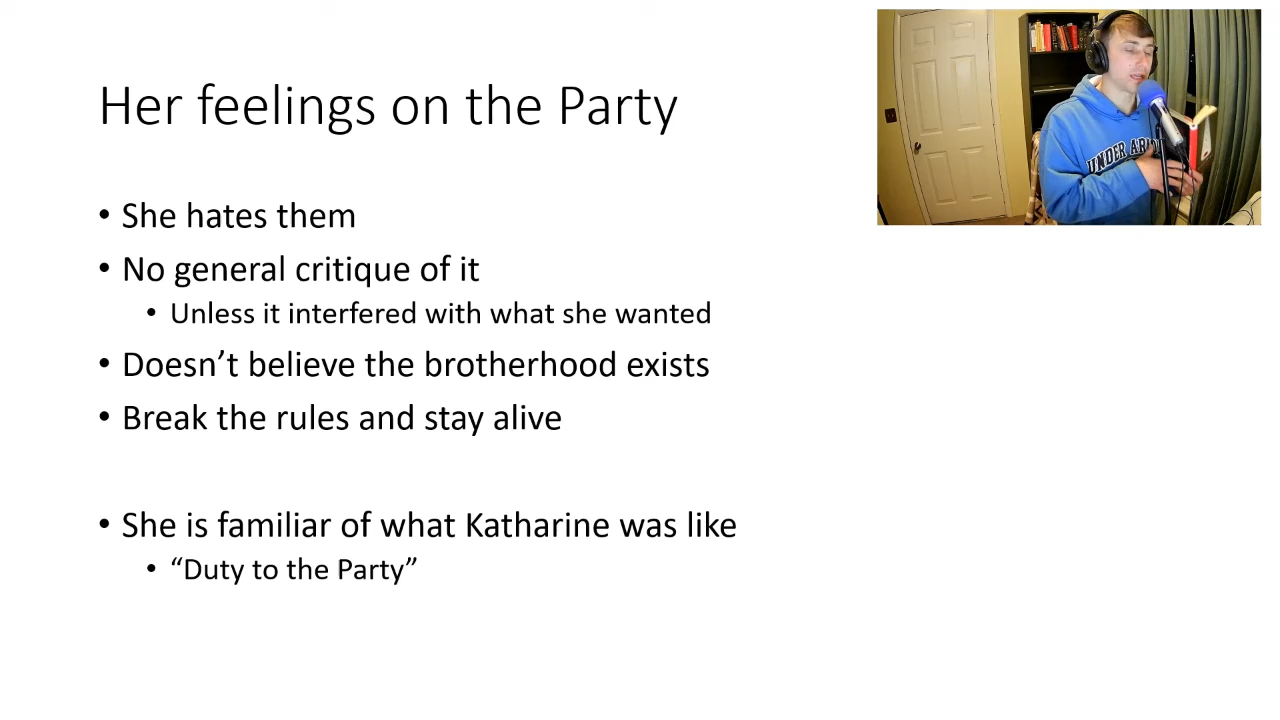 Her feelings on the Party
• She hates them
• No general critique of it
• Unless it interfered with what she wanted
• Doesn’t believe the brotherhood exists
• Break the rules and stay alive
• She is familiar of what Katharine was like
• “Duty to the Party”
UNDER AR